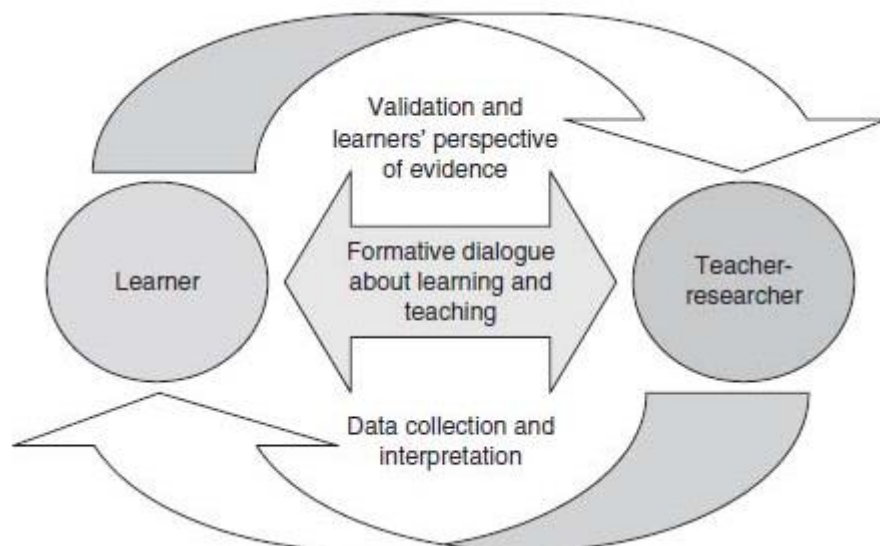 Validation and
learners' perspective
of evidence
Learner
Formative dialogue
about learning and
teaching
Teacher-
researcher
Data collection and
interpretation